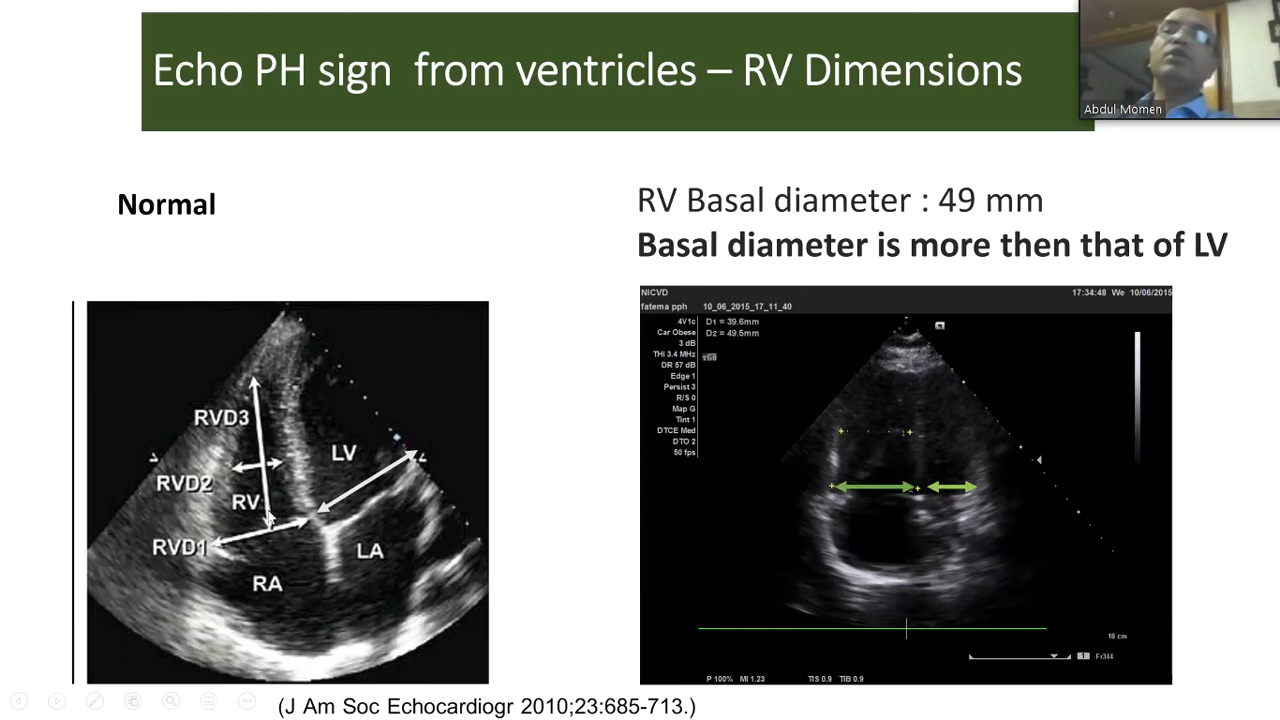 Echo PH sign from ventricles – RV Dimensions
Abdul Momen
Normal
RV Basal diameter : 49 mm
Basal diameter is more then that of LV
RVD3
LV
RVD2
RV
RVD1
LA
RA
NICVD
17:34:48 We 10/06/2015
fatema pph 10_06_2015_17_11_40
4V1c
Car Obese
3 dB
THI 3.4 MHz
DR 57 dB
Edge 1
Persist 3
R/S 0
Map G
Tint 1
DTCE Med
DTO 2
50 fps
D1 = 39.6mm
D2 = 49.5mm
18 cm
1 Fr344
P 100% MI 1.23 TIS 0.9 TIB 0.9
(J Am Soc Echocardiogr 2010;23:685-713.)